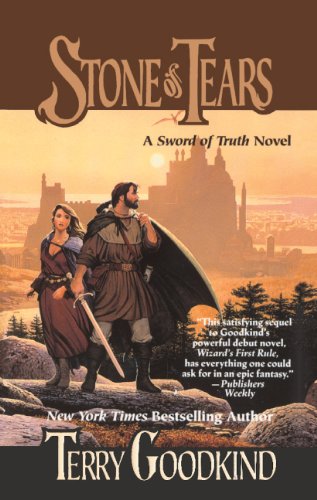 STONE of TEARS
A Sword of Truth Novel
"This satisfying sequel
to Goodkind's
powerful debut novel,
Wizard's First Rule,
has everything one could
ask for in an epic fantasy."
—Publishers
Weekly
New York Times Bestselling Author
TERRY GOODKIND